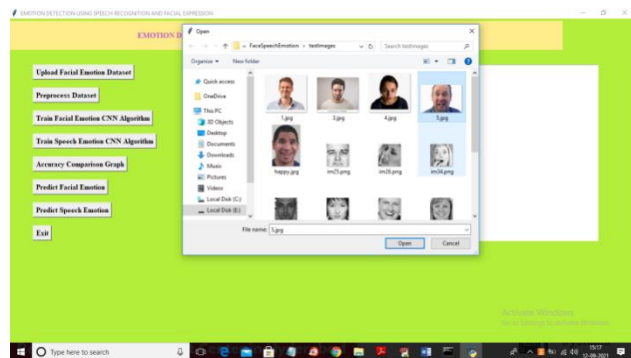 EMOTION DETECTION USING SPEECH RECOGNITION AND FACIAL EXPRESSION
EMOTION D
Open
FaceSpeechEmotion › testImages
Search testImages
Organize
New folder
Upload Facial Emotion Dataset
Preprocess Dataset
Train Facial Emotion CNN Algorithm
Train Speech Emotion CNN Algorithm
Accuracy Comparison Graph
Predict Facial Emotion
Predict Speech Emotion
Exit
Quick access
OneDrive
This PC
3D Objects
Desktop
Documents
Downloads
Music
Pictures
Videos
Local Disk (C:)
Local Disk (E:)
1.jpg
3.jpg
4.jpg
5.jpg
happy.jpg
im23.png
im28.png
im34.png
File name:
5.jpg
Open
Cancel
Activate Windows
Go to Settings to activate Windows.
Type here to search
15:17
12-09-2021